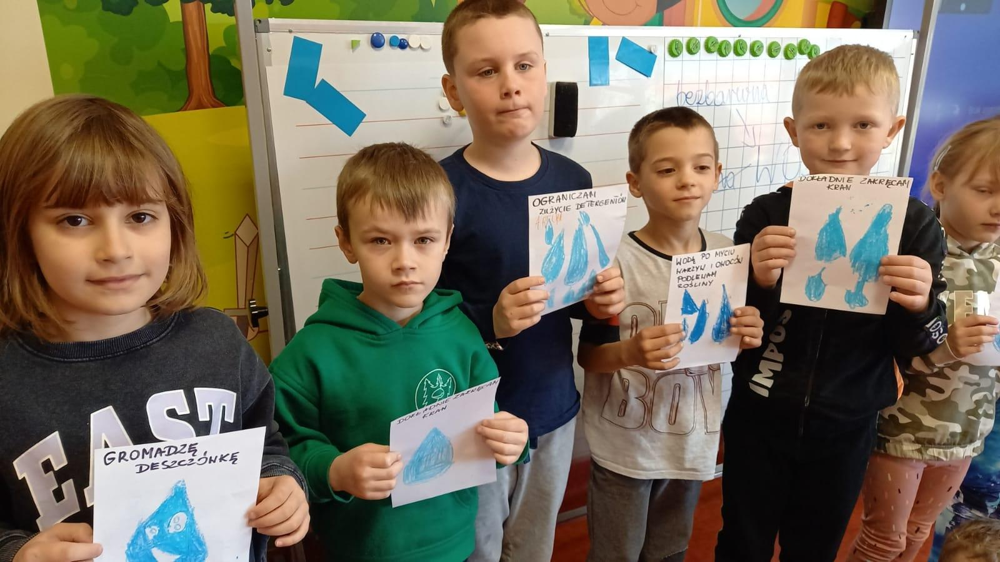 bezbarwna
WO
GROMADZĘ
DESZCZÓWKĘ
EAST
DOKŁADNIE ZAKRĘCAM
KRAN
OGRANICZAM
ZUŻYCIE DETERGENTÓW
WODĄ PO MYCIU
WARZYW I OWOCÓW
PODLEWAM
ROŚLINY
BOY
DOKŁADNIE ZAKRĘCAM
KRAN
IMPOS